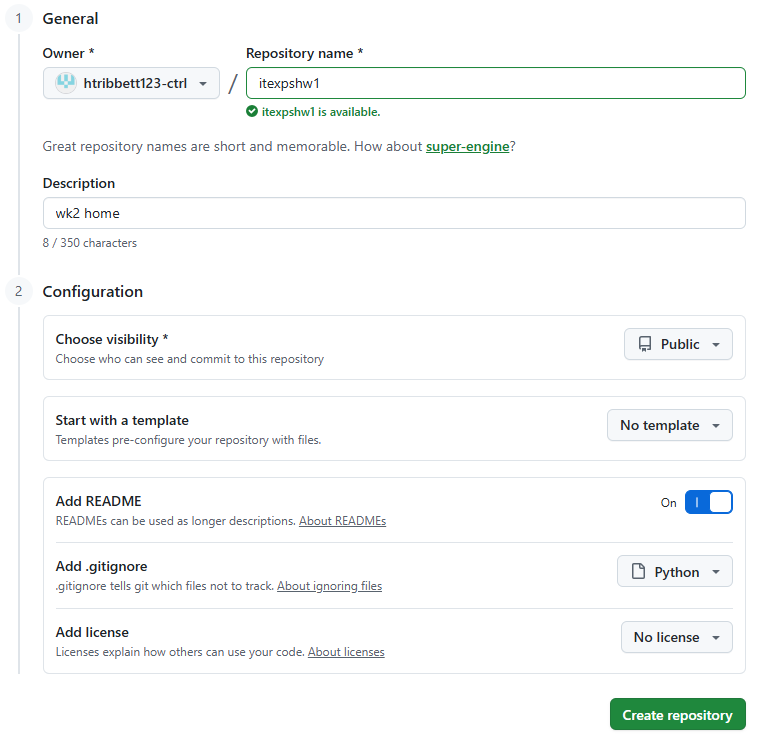 1 General
Owner * Repository name *
htribbett123-ctrl / itexpshw1
itexpshw1 is available.
Great repository names are short and memorable. How about super-engine?
Description
wk2 home
8 / 350 characters
2 Configuration
Choose visibility *
Choose who can see and commit to this repository
Public
Start with a template
Templates pre-configure your repository with files.
No template
Add README
READMEs can be used as longer descriptions. About READMEs
On
Add .gitignore
.gitignore tells git which files not to track. About ignoring files
Python
Add license
Licenses explain how others can use your code. About licenses
No license
Create repository